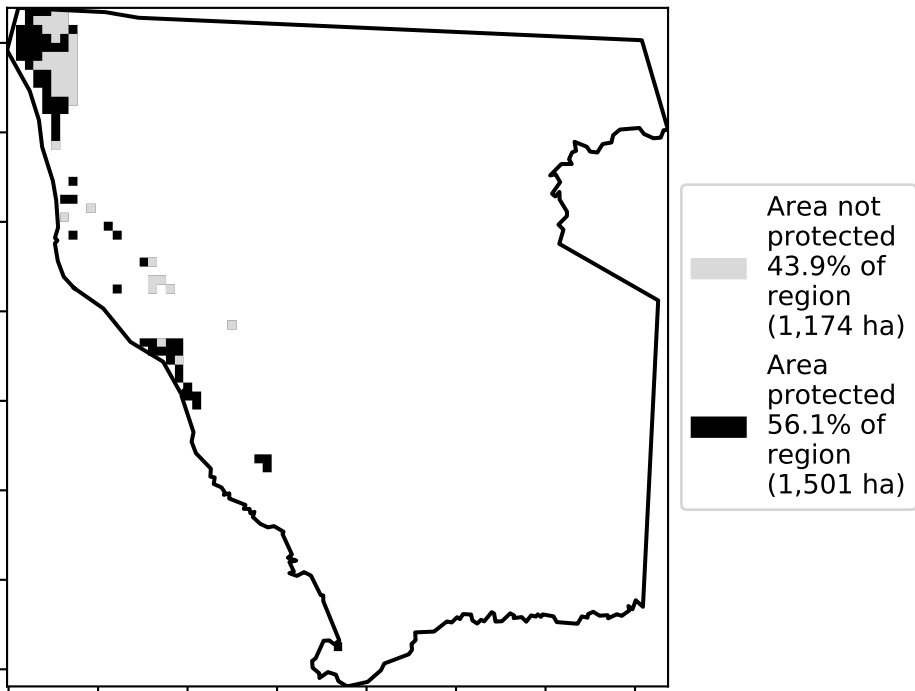 Area not
protected
43.9% of
region
(1,174 ha)
Area
protected
56.1% of
region
(1,501 ha)